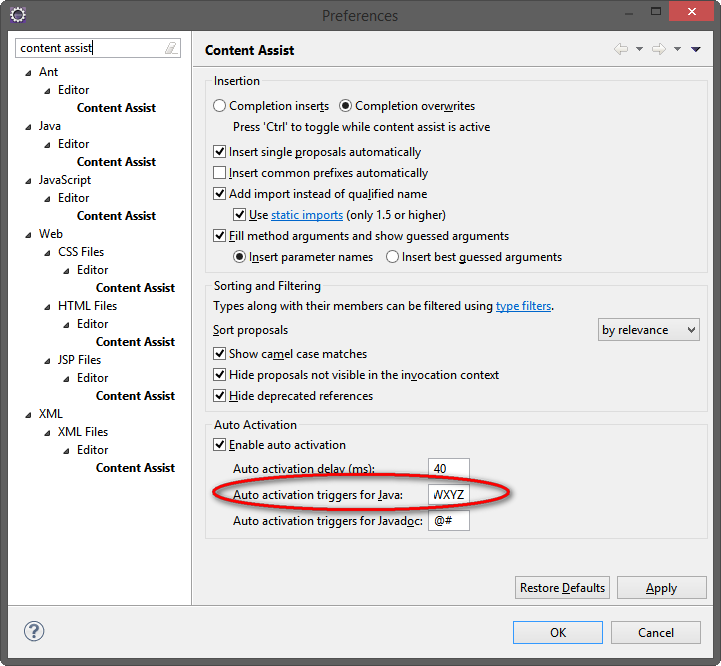 Preferences
content assist
Ant
Editor
Content Assist
Java
Editor
Content Assist
JavaScript
Editor
Content Assist
Web
CSS Files
Editor
Content Assist
HTML Files
Editor
Content Assist
JSP Files
Editor
Content Assist
XML
XML Files
Editor
Content Assist
Content Assist
Insertion
Completion inserts Completion overwrites
Press 'Ctrl' to toggle while content assist is active
Insert single proposals automatically
Insert common prefixes automatically
Add import instead of qualified name
Use static imports (only 1.5 or higher)
Fill method arguments and show guessed arguments
Insert parameter names Insert best guessed arguments
Sorting and Filtering
Types along with their members can be filtered using type filters.
Sort proposals by relevance
Show camel case matches
Hide proposals not visible in the invocation context
Hide deprecated references
Auto Activation
Enable auto activation
Auto activation delay (ms): 40
Auto activation triggers for Java: WXYZ
Auto activation triggers for Javadoc: @#
Restore Defaults Apply
? OK Cancel